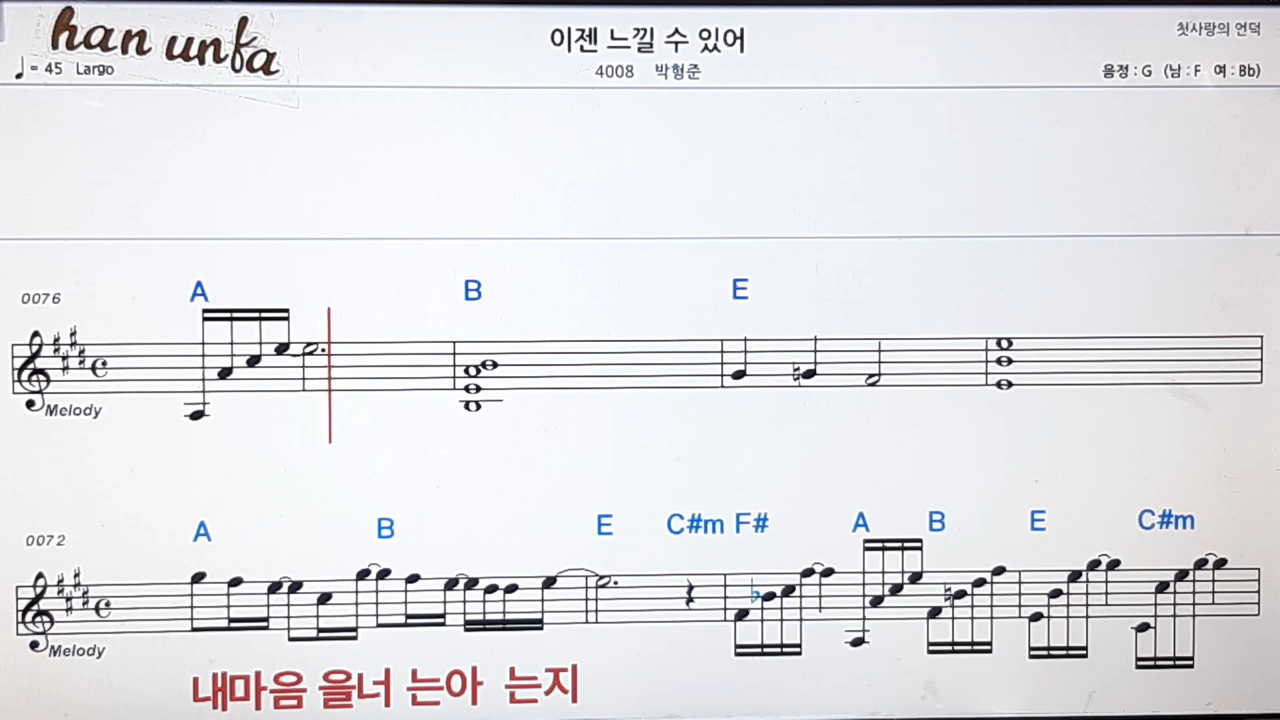 han unfa
이젠 느낄 수 있어
첫사랑의 언덕
♩= 45 Largo
4008 박형준
음정 : G (남 : F 여 : Bb)
A B E
0076
Melody
A B E C#m F# A B E C#m
0072
Melody
내마음 을너 는아 는지